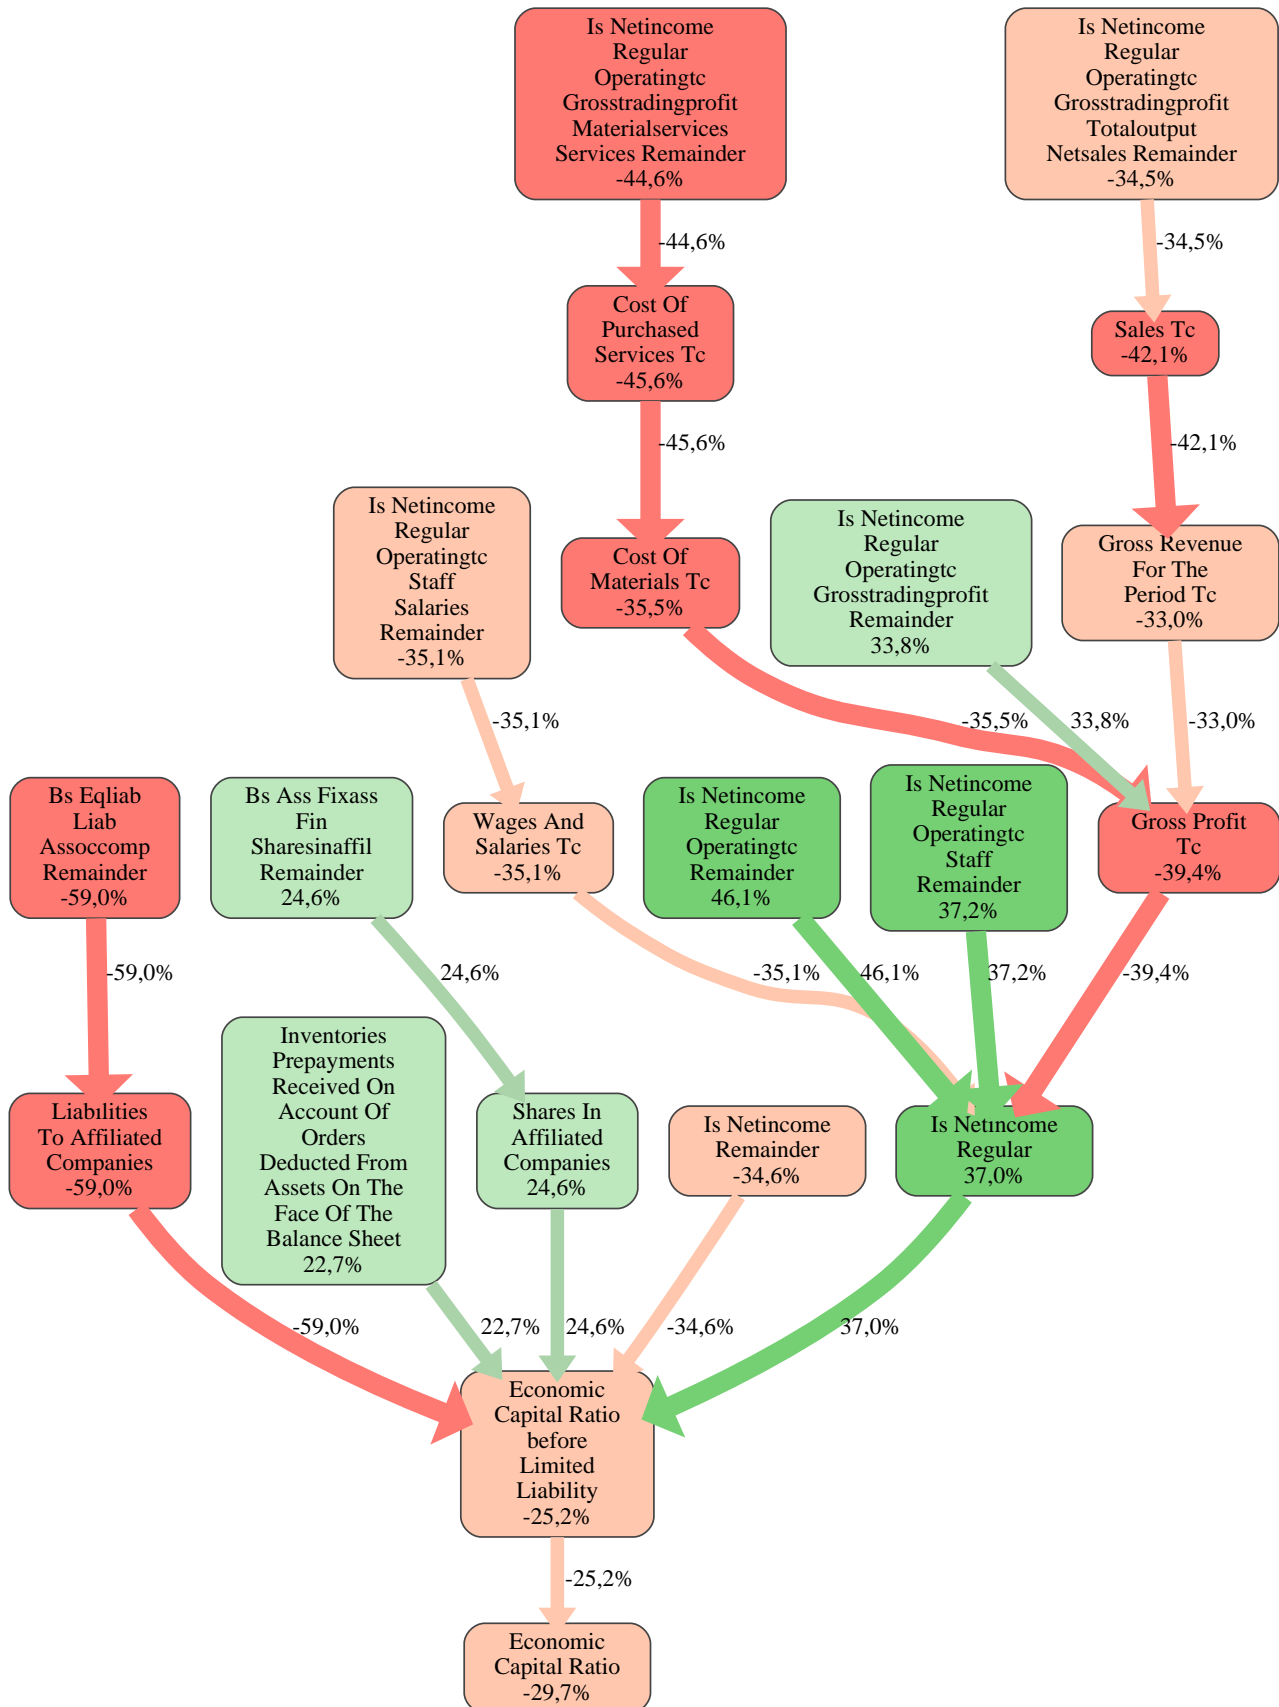 Is Netincome
Regular
Operatingtc
Grosstradingprofit
Materialservices
Services Remainder
-44,6%
Is Netincome
Regular
Operatingtc
Grosstradingprofit
Totaloutput
Netsales Remainder
-34,5%
-44,6%
-34,5%
Cost Of
Purchased
Services Tc
-45,6%
Sales Tc
-42,1%
-45,6%
-42,1%
Is Netincome
Regular
Operatingtc
Staff
Salaries
Remainder
-35,1%
Cost Of
Materials Tc
-35,5%
Is Netincome
Regular
Operatingtc
Grosstradingprofit
Remainder
33,8%
Gross Revenue
For The
Period Tc
-33,0%
-35,1%
-35,5%
33,8%
-33,0%
Bs Eqliab
Liab
Assoccomp
Remainder
-59,0%
Bs Ass Fixass
Fin
Sharesinaffil
Remainder
24,6%
Wages And
Salaries Tc
-35,1%
Is Netincome
Regular
Operatingtc
Remainder
46,1%
Is Netincome
Regular
Operatingtc
Staff
Remainder
37,2%
Gross Profit
Tc
-39,4%
-59,0%
24,6%
-35,1%
46,1%
37,2%
-39,4%
Liabilities
To Affiliated
Companies
-59,0%
Inventories
Prepayments
Received On
Account Of
Orders
Deducted From
Assets On The
Face Of The
Balance Sheet
22,7%
Shares In
Affiliated
Companies
24,6%
Is Netincome
Remainder
-34,6%
Is Netincome
Regular
37,0%
-59,0%
22,7%
24,6%
-34,6%
37,0%
Economic
Capital Ratio
before
Limited
Liability
-25,2%
-25,2%
Economic
Capital Ratio
-29,7%